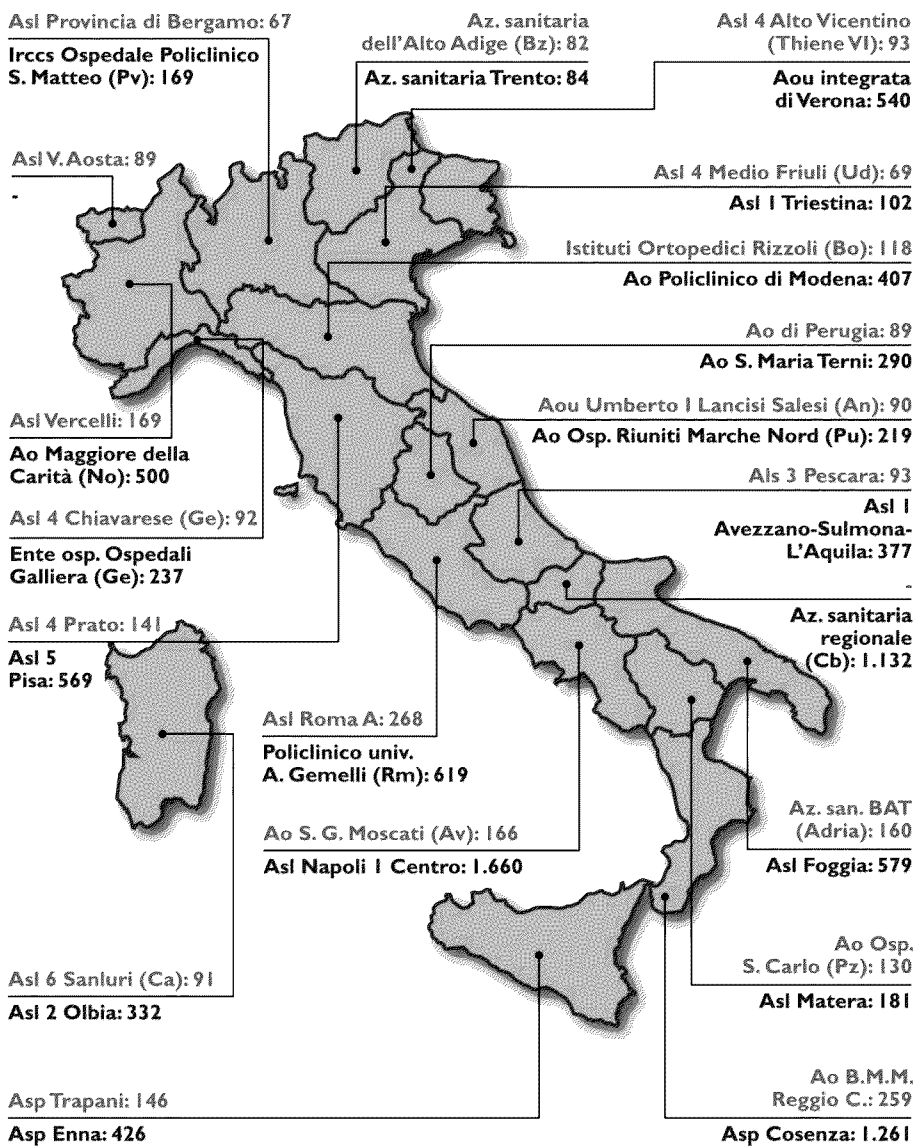 Asl Provincia di Bergamo: 67
Irccs Ospedale Policlinico
S. Matteo (Pv): 169
Az. sanitaria
dell'Alto Adige (Bz): 82
Az. sanitaria Trento: 84
Asl 4 Alto Vicentino
(Thiene VI): 93
Aou integrata
di Verona: 540
Asl V. Aosta: 89
-
Asl 4 Medio Friuli (Ud): 69
Asl 1 Triestina: 102
Istituti Ortopedici Rizzoli (Bo): 118
Ao Policlinico di Modena: 407
Ao di Perugia: 89
Ao S. Maria Terni: 290
Asl Vercelli: 169
Ao Maggiore della
Carità (No): 500
Aou Umberto I Lancisi Salesi (An): 90
Ao Osp. Riuniti Marche Nord (Pu): 219
Als 3 Pescara: 93
Asl 1
Avezzano-Sulmona-
L'Aquila: 377
Asl 4 Chiavarese (Ge): 92
Ente osp. Ospedali
Galliera (Ge): 237
-
Az. sanitaria
regionale
(Cb): 1.132
Asl 4 Prato: 141
Asl 5
Pisa: 569
Asl Roma A: 268
Policlinico univ.
A. Gemelli (Rm): 619
Ao S. G. Moscati (Av): 166
Asl Napoli 1 Centro: 1.660
Az. san. BAT
(Adria): 160
Asl Foggia: 579
Ao Osp.
S. Carlo (Pz): 130
Asl Matera: 181
Asl 6 Sanluri (Ca): 91
Asl 2 Olbia: 332
Asp Trapani: 146
Asp Enna: 426
Ao B.M.M.
Reggio C.: 259
Asp Cosenza: 1.261